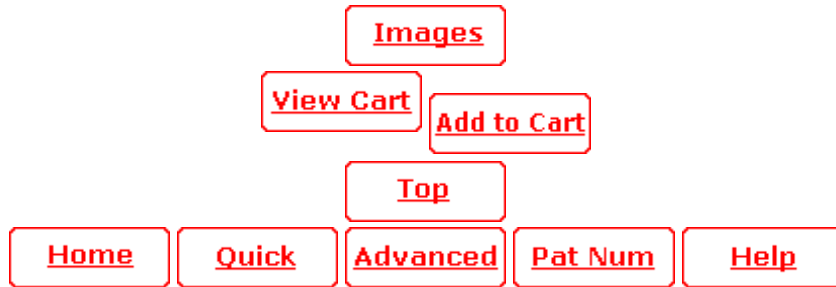 Images
View Cart
Add to Cart
Top
Home Quick Advanced Pat Num Help